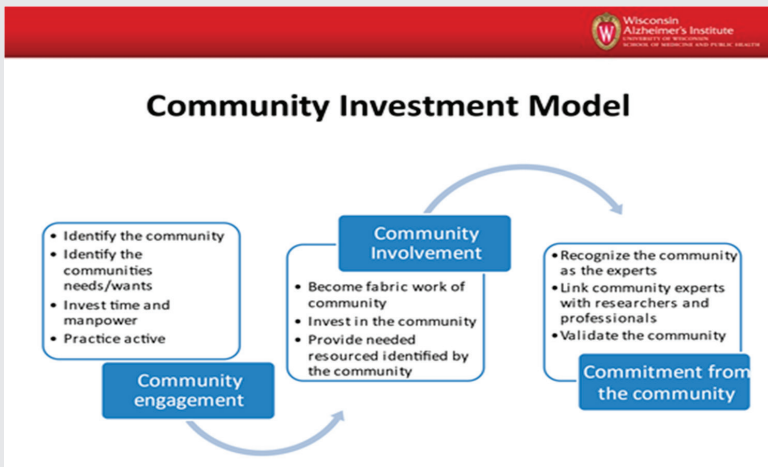 Wisconsin
Alzheimer's Institute
UNIVERSITY OF WISCONSIN
SCHOOL OF MEDICINE AND PUBLIC HEALTH
W
Community Investment Model
• Identify the community
• Identify the
communities
needs/wants
• Invest time and
manpower
• Practice active
Community
engagement
Community
Involvement
• Become fabric work of
community
• Invest in the community
• Provide needed
resourced identified by
the community
• Recognize the community
as the experts
• Link community experts
with researchers and
professionals
• Validate the community
Commitment from
the community